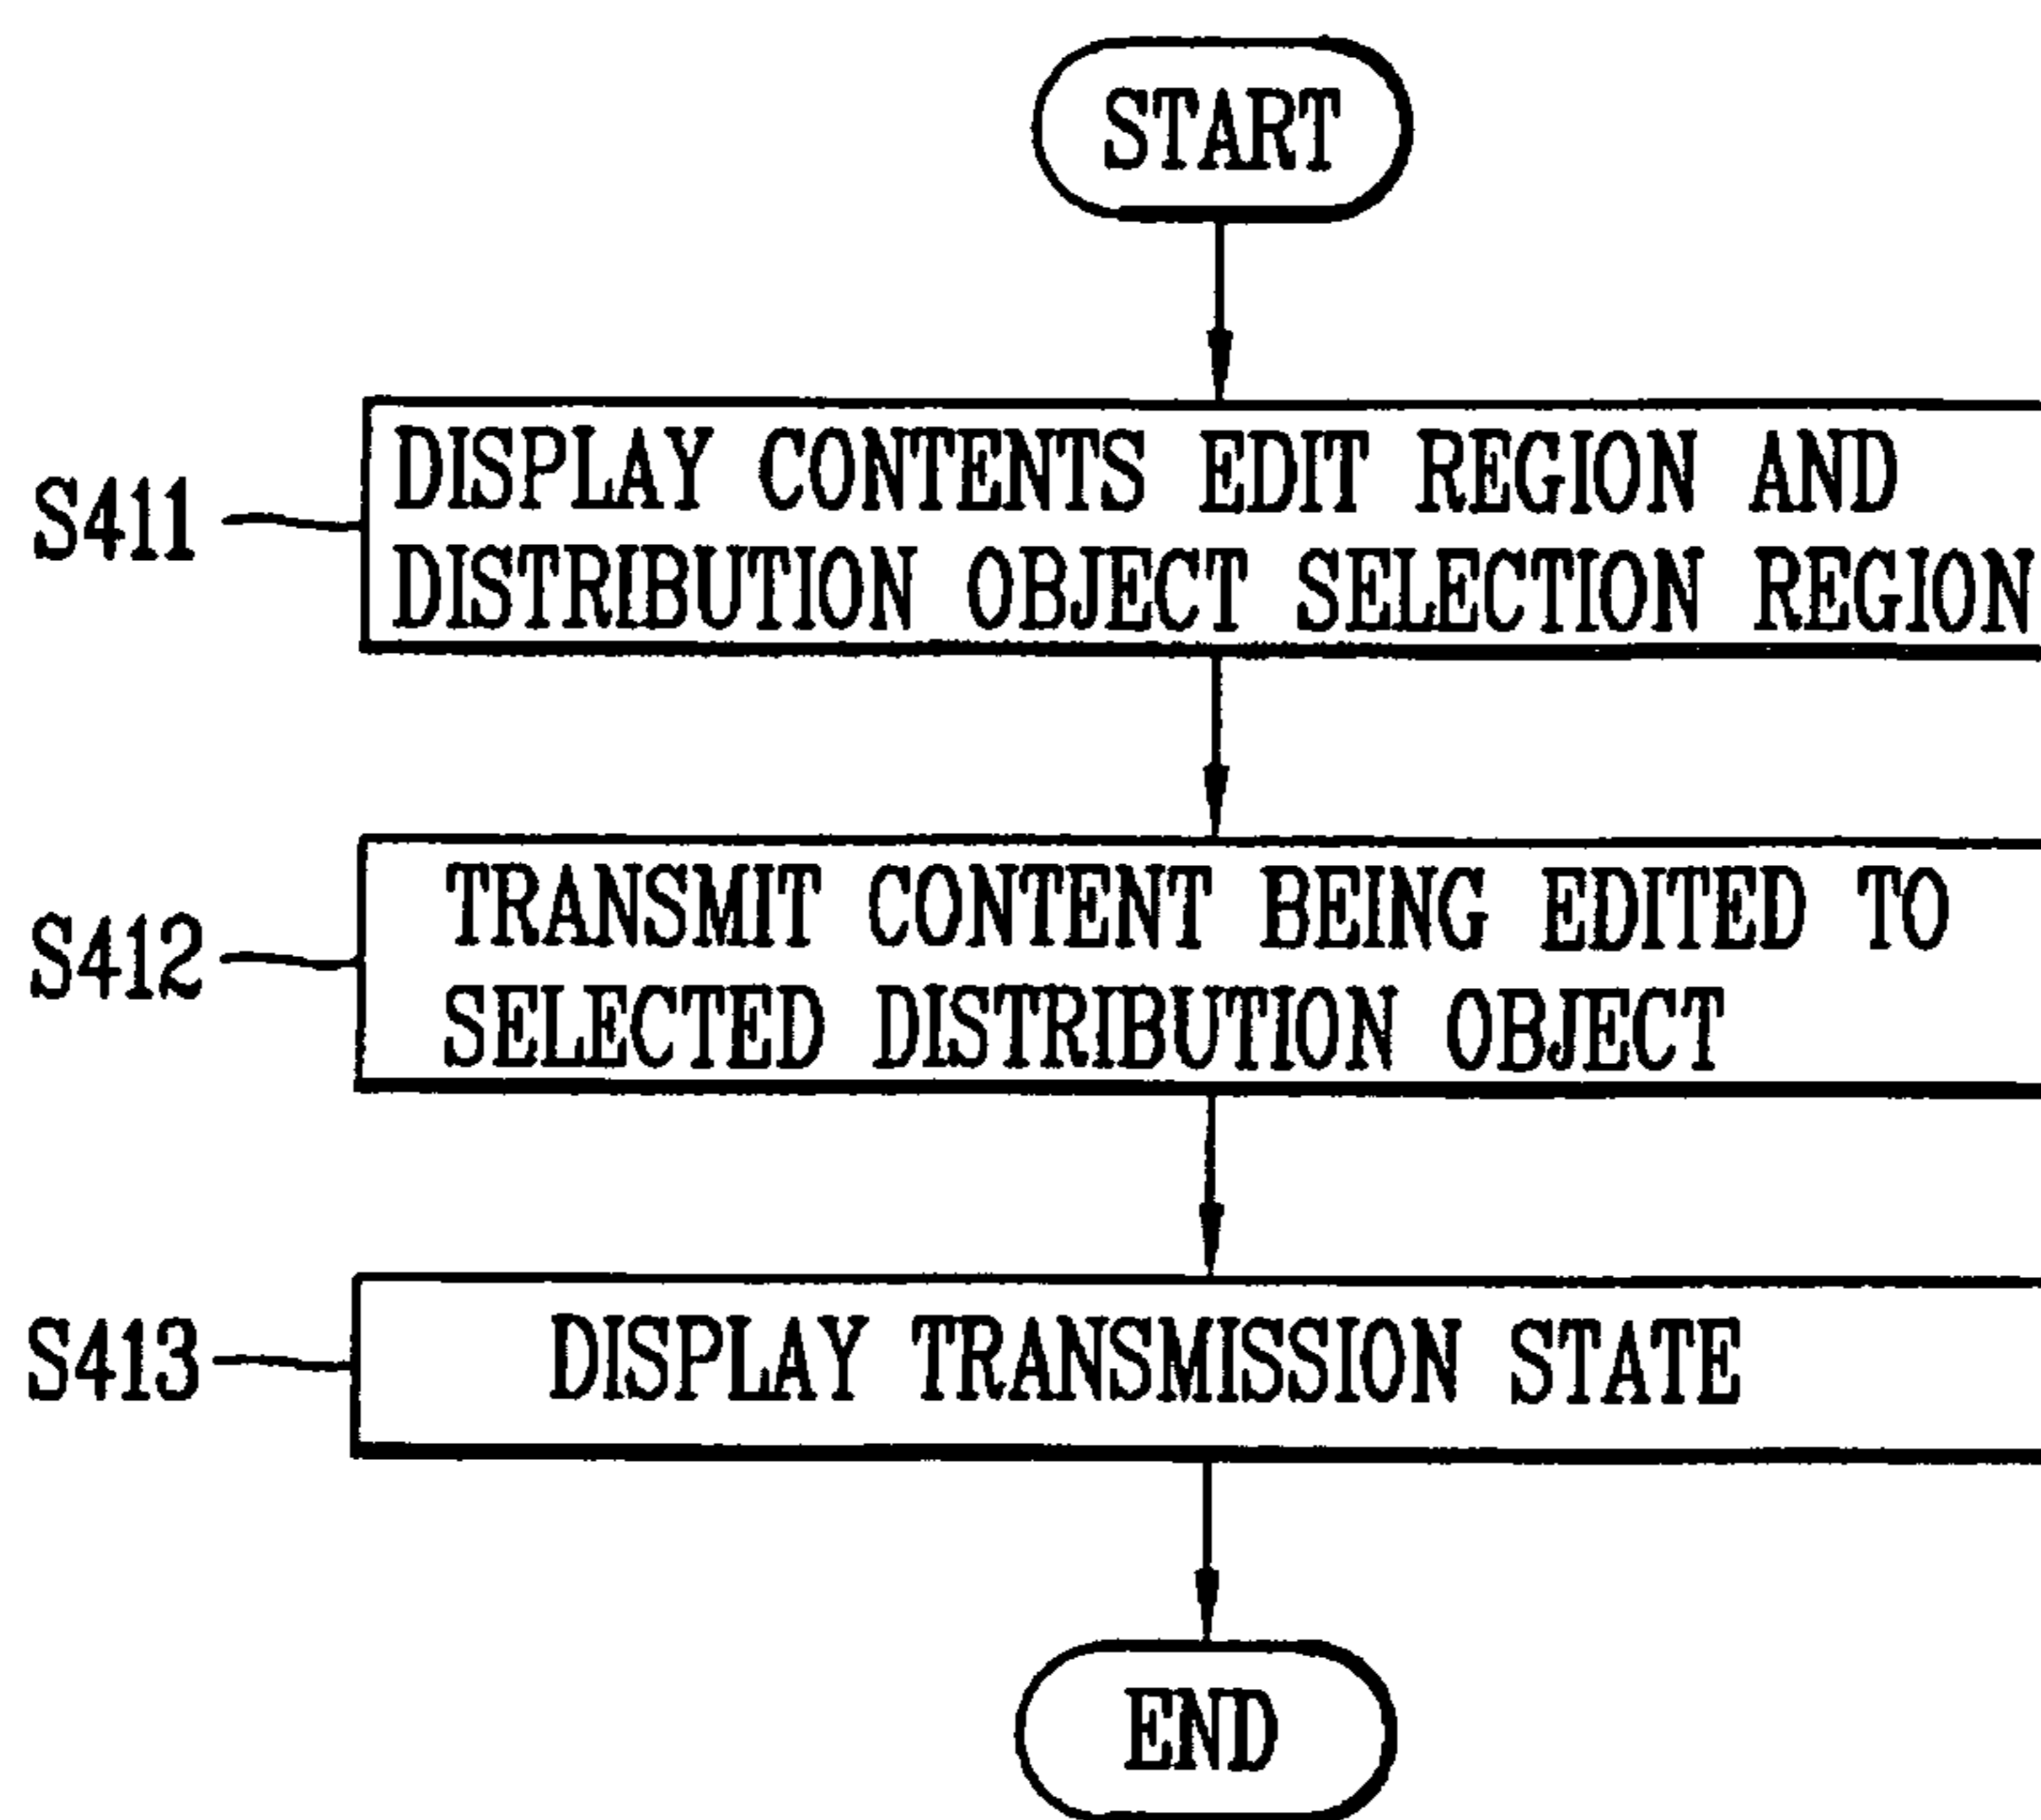 START
S411
DISPLAY CONTENTS EDIT REGION AND
DISTRIBUTION OBJECT SELECTION REGION
S412
TRANSMIT CONTENT BEING EDITED TO
SELECTED DISTRIBUTION OBJECT
S413
DISPLAY TRANSMISSION STATE
END